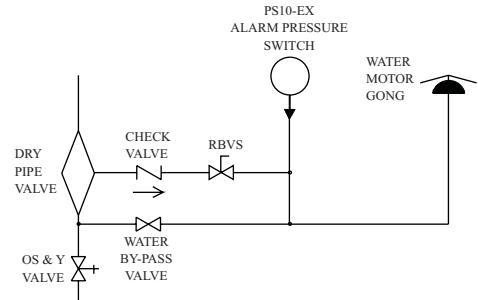 PS10-EX
ALARM PRESSURE
SWITCH
WATER
MOTOR
GONG
CHECK
VALVE
RBVS
DRY
PIPE
VALVE
WATER
BY-PASS
VALVE
OS & Y
VALVE